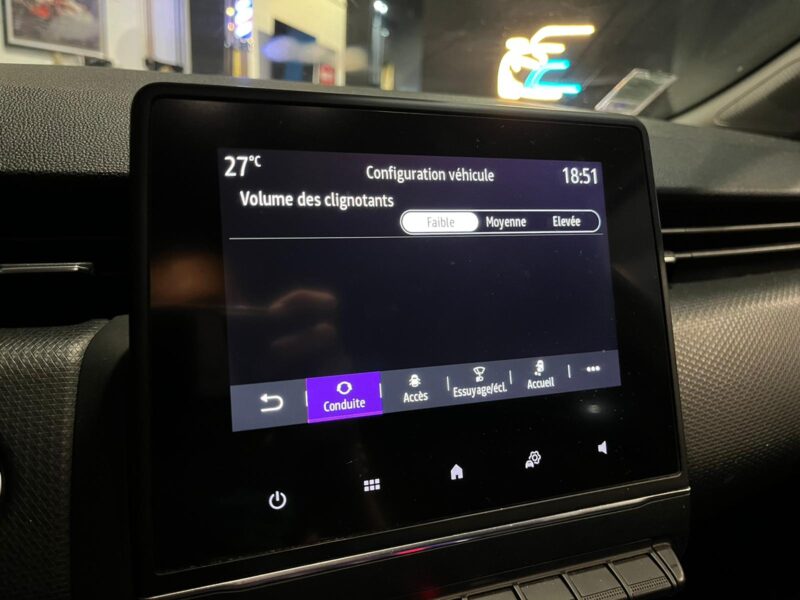 27°C
Configuration véhicule
18:51
Volume des clignotants
Faible Moyenne Elevée
Conduite
Accès
Essuyage/écl.
Accueil